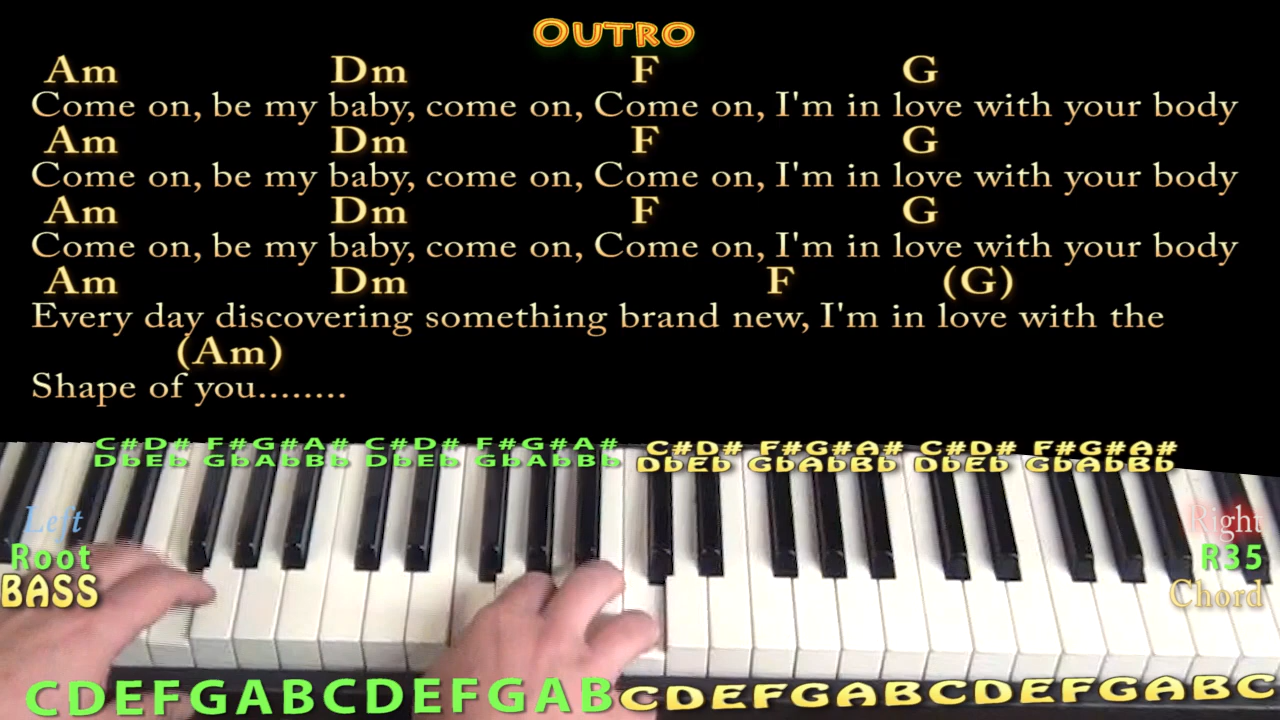 OUTRO
Am Dm F G
Come on, be my baby, come on, Come on, I'm in love with your body
Am Dm F G
Come on, be my baby, come on, Come on, I'm in love with your body
Am Dm F G
Come on, be my baby, come on, Come on, I'm in love with your body
Am Dm F (G)
Every day discovering something brand new, I'm in love with the
(Am)
Shape of you........
C#D# F#G#A# C#D# F#G#A# C#D# F#G#A# C#D# F#G#A#
DbEb GbAbBb DbEb GbAbBb DbEb GbAbBb DbEb GbAbBb
Left
Root
BASS
Right
R35
Chord
CDEFGABCDEFGABCDEFGABCDEFGABC